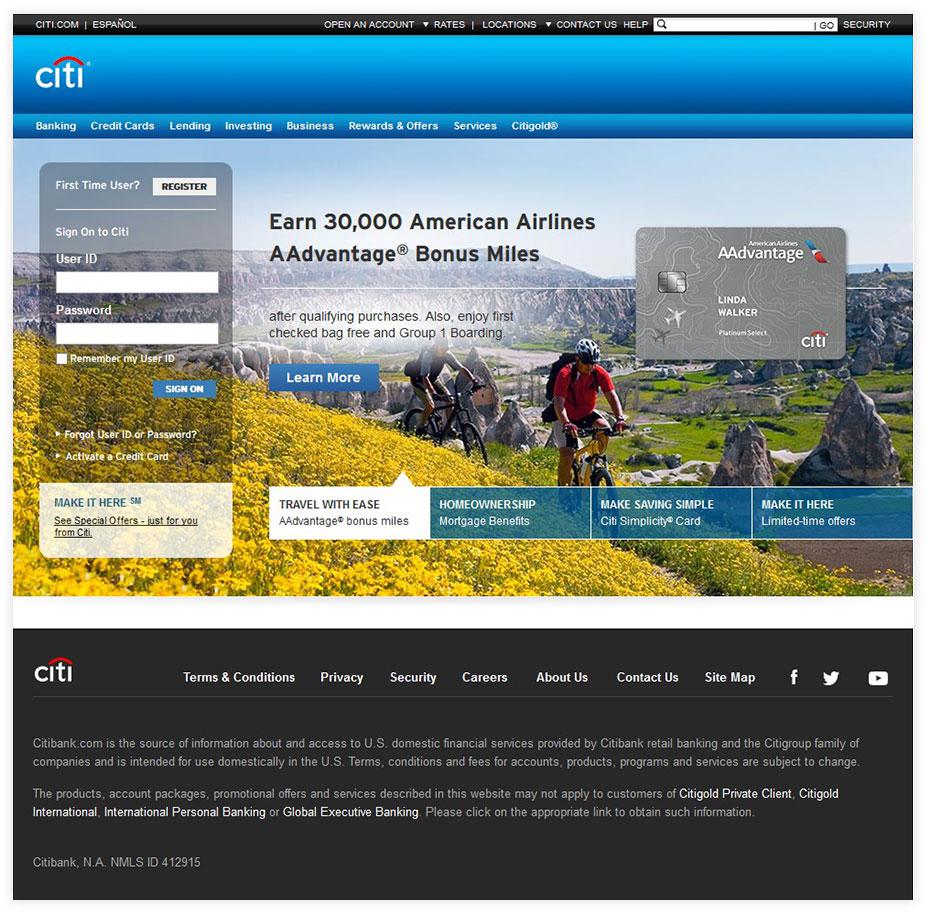 CITI.COM | ESPAÑOL
OPEN AN ACCOUNT ▼ RATES | LOCATIONS ▼ CONTACT US HELP | GO SECURITY
citi®
Banking Credit Cards Lending Investing Business Rewards & Offers Services Citigold®
First Time User? REGISTER
Sign On to Citi
User ID
Password
Remember my User ID
SIGN ON
Forgot User ID or Password?
Activate a Credit Card
MAKE IT HERE SM
See Special Offers - just for you
from Citi.
Earn 30,000 American Airlines
AAdvantage® Bonus Miles
after qualifying purchases. Also, enjoy first
checked bag free and Group 1 Boarding.
Learn More
AmericanAirlines
AAdvantage
LINDA
WALKER
Platinum Select
citi
TRAVEL WITH EASE
AAdvantage® bonus miles
HOMEOWNERSHIP
Mortgage Benefits
MAKE SAVING SIMPLE
Citi Simplicity® Card
MAKE IT HERE
Limited-time offers
citi
Terms & Conditions Privacy Security Careers About Us Contact Us Site Map
Citibank.com is the source of information about and access to U.S. domestic financial services provided by Citibank retail banking and the Citigroup family of
companies and is intended for use domestically in the U.S. Terms, conditions and fees for accounts, products, programs and services are subject to change.
The products, account packages, promotional offers and services described in this website may not apply to customers of Citigold Private Client, Citigold
International, International Personal Banking or Global Executive Banking. Please click on the appropriate link to obtain such information.
Citibank, N.A. NMLS ID 412915